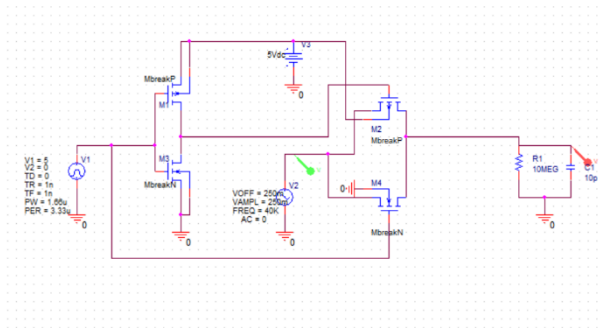 V3
5Vdc
0
MbreakP
M1
M2
MbreakP
M3
MbreakN
V1
V1 = 5
V2 = 0
TD = 0
TR = 1n
TF = 1n
PW = 1.66u
PER = 3.33u
0
0
V2
VOFF = 250m
VAMPL = 250m
FREQ = 40K
AC = 0
0
0
M4
MbreakN
R1
10MEG
C1
10p
0